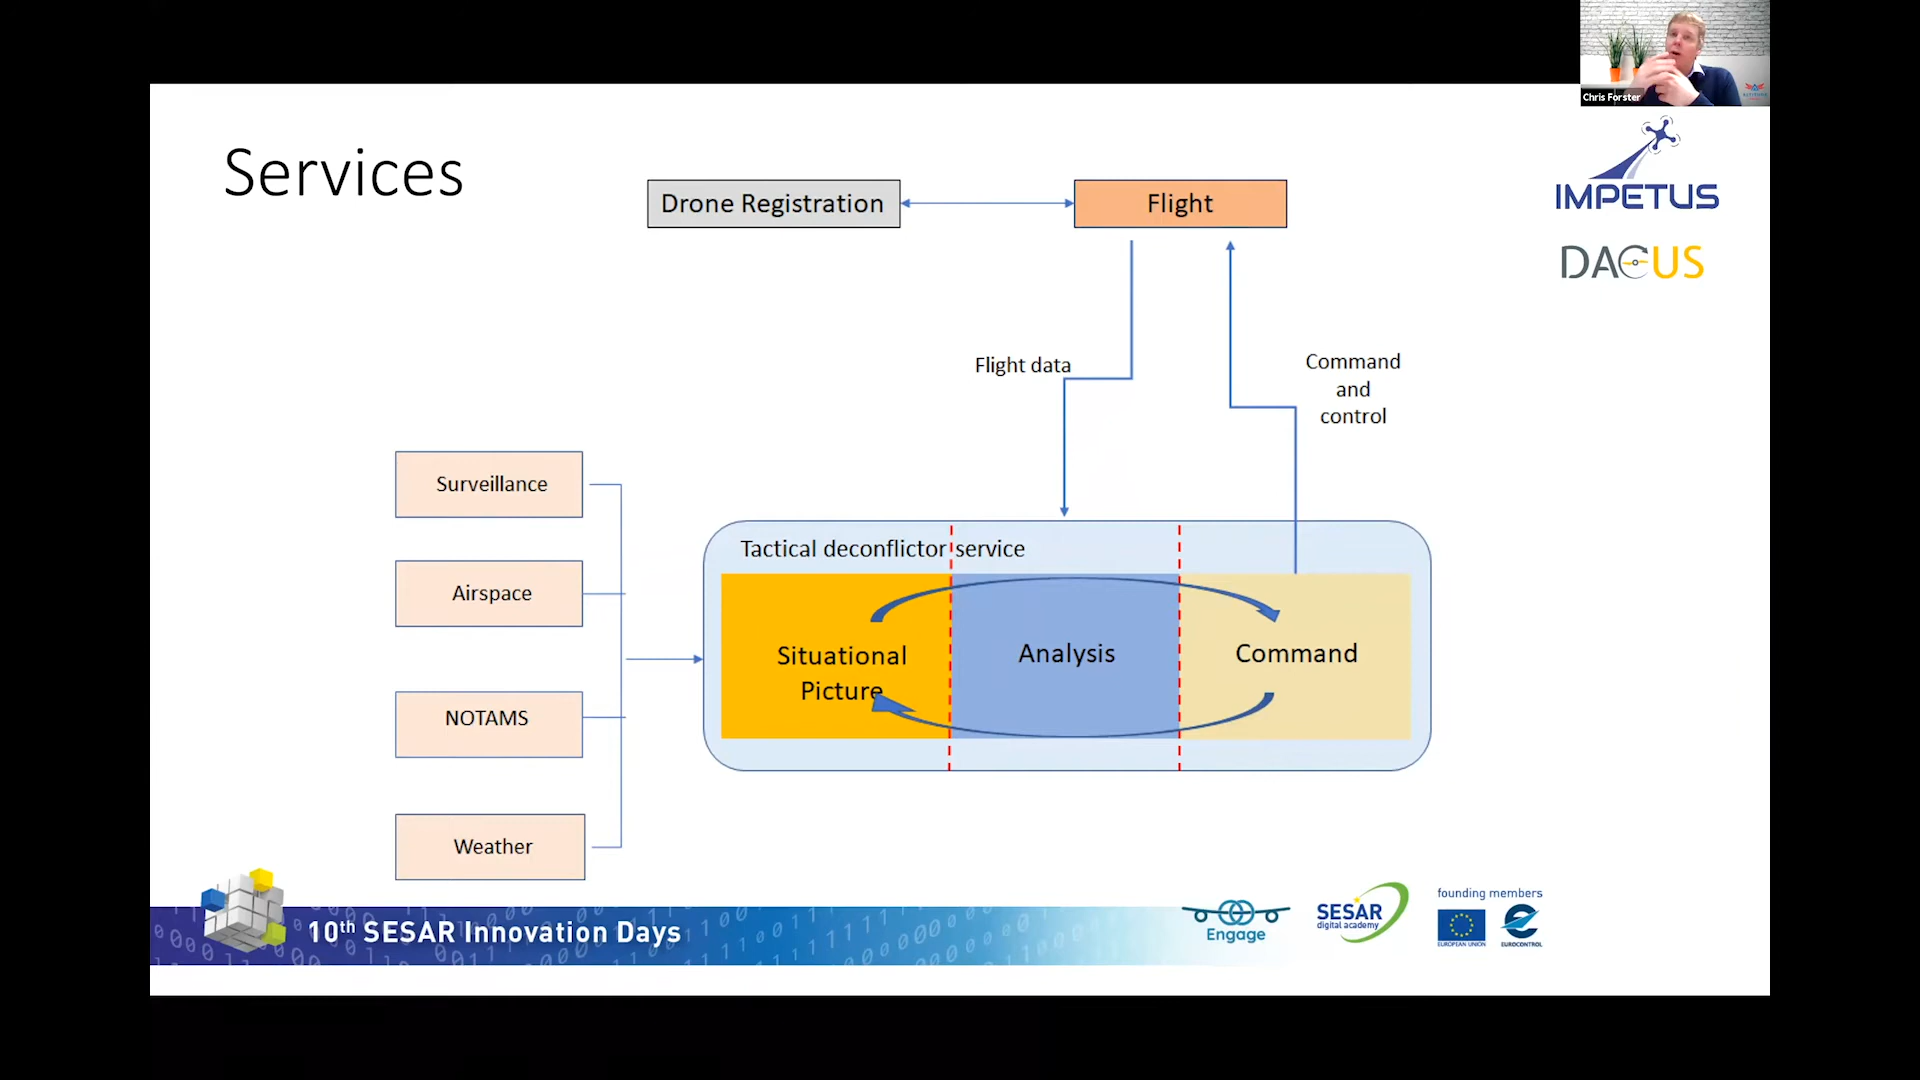 Chris Forster
Services
IMPETUS
DACUS
Drone Registration
Flight
Flight data
Command
and
control
Surveillance
Airspace
NOTAMS
Weather
Tactical deconflictor service
Situational
Picture
Analysis
Command
10th SESAR Innovation Days
Engage
SESAR
digital academy
founding members
EUROPEAN UNION
EUROCONTROL